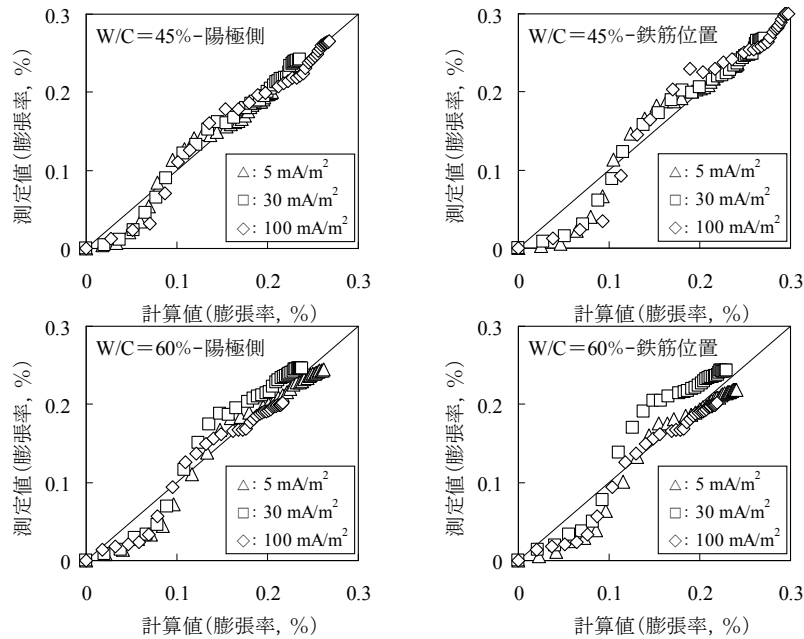 W/C＝45%−陽極側
測定値(膨張率, %)
0.3
0.2
0.1
0
△: 5 mA/m²
□: 30 mA/m²
◇: 100 mA/m²
0 0.1 0.2 0.3
計算値(膨張率, %)
W/C＝45%−鉄筋位置
測定値(膨張率, %)
0.3
0.2
0.1
0
△: 5 mA/m²
□: 30 mA/m²
◇: 100 mA/m²
0 0.1 0.2 0.3
計算値(膨張率, %)
W/C＝60%−陽極側
測定値(膨張率, %)
0.3
0.2
0.1
0
△: 5 mA/m²
□: 30 mA/m²
◇: 100 mA/m²
0 0.1 0.2 0.3
計算値(膨張率, %)
W/C＝60%−鉄筋位置
測定値(膨張率, %)
0.3
0.2
0.1
0
△: 5 mA/m²
□: 30 mA/m²
◇: 100 mA/m²
0 0.1 0.2 0.3
計算値(膨張率, %)